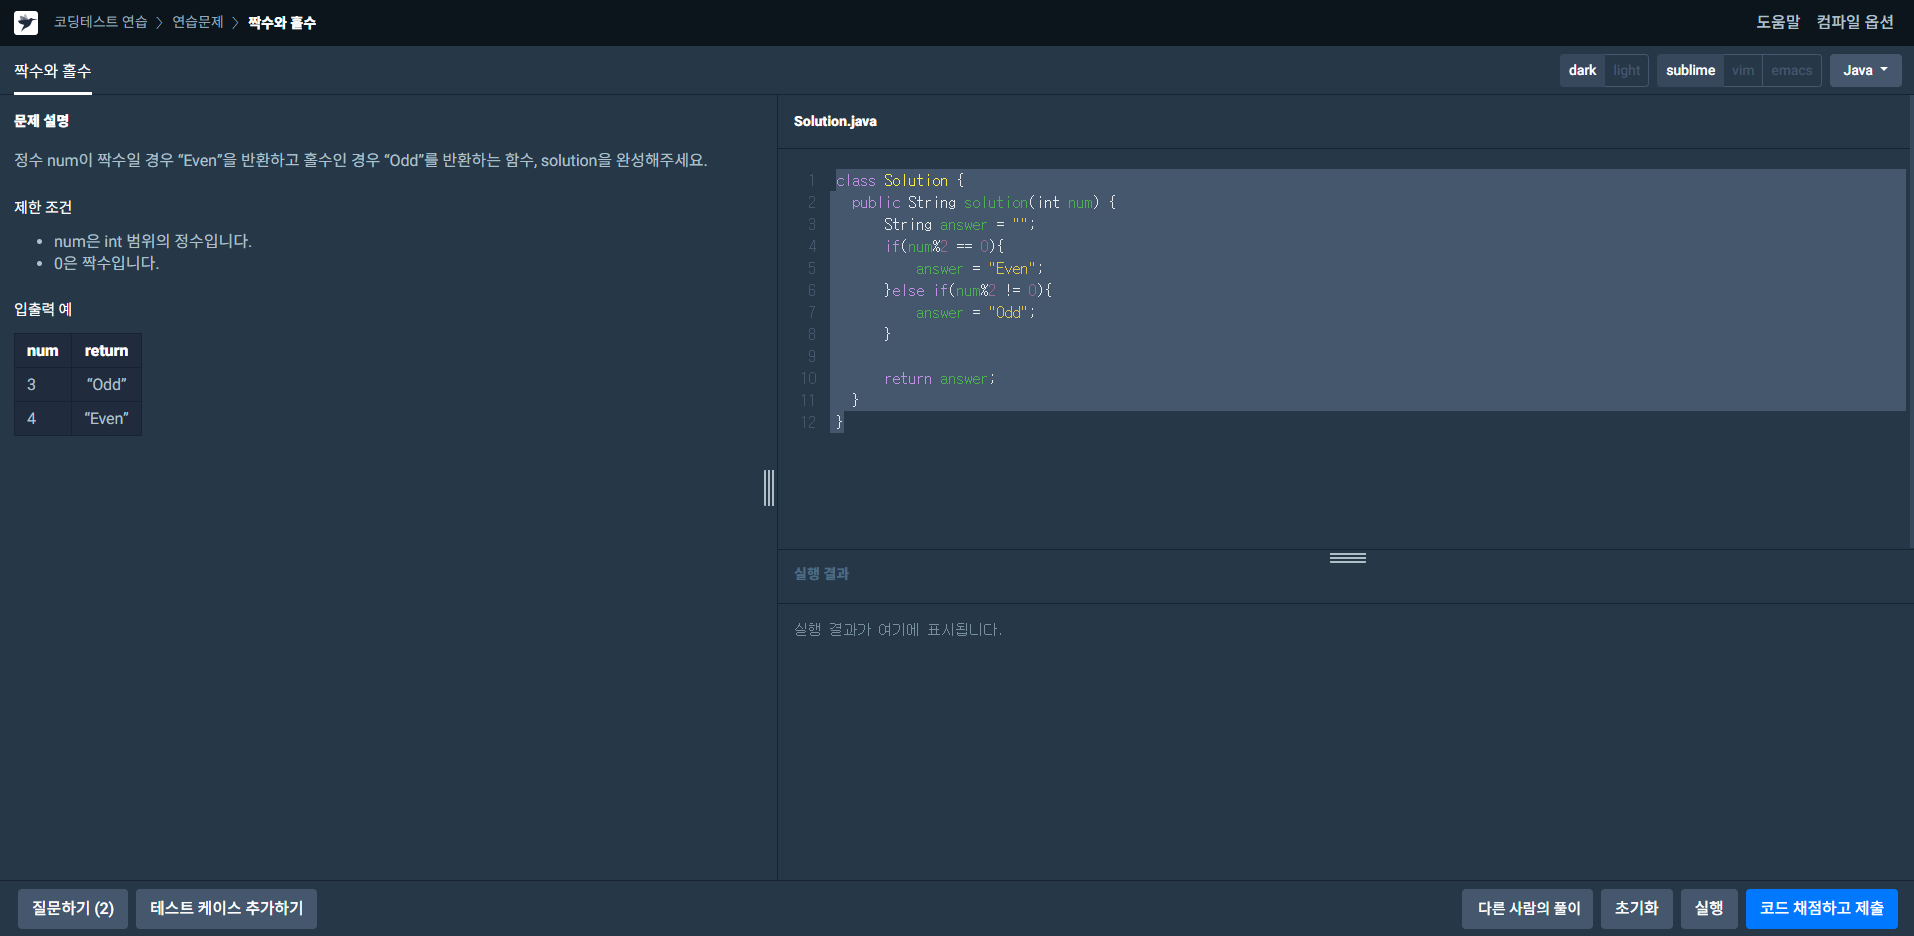 코딩테스트 연습 > 연습문제 > 짝수와 홀수
도움말 컴파일 옵션
짝수와 홀수
dark light sublime vim emacs Java
문제 설명
정수 num이 짝수일 경우 “Even”을 반환하고 홀수인 경우 “Odd”를 반환하는 함수, solution을 완성해주세요.
제한 조건
• num은 int 범위의 정수입니다.
• 0은 짝수입니다.
입출력 예
num return
3 “Odd”
4 “Even”
Solution.java
1 class Solution {
2 public String solution(int num) {
3 String answer = "";
4 if(num%2 == 0){
5 answer = "Even";
6 }else if(num%2 != 0){
7 answer = "Odd";
8 }
9
10 return answer;
11 }
12 }
실행 결과
실행 결과가 여기에 표시됩니다.
질문하기 (2) 테스트 케이스 추가하기
다른 사람의 풀이 초기화 실행 코드 채점하고 제출